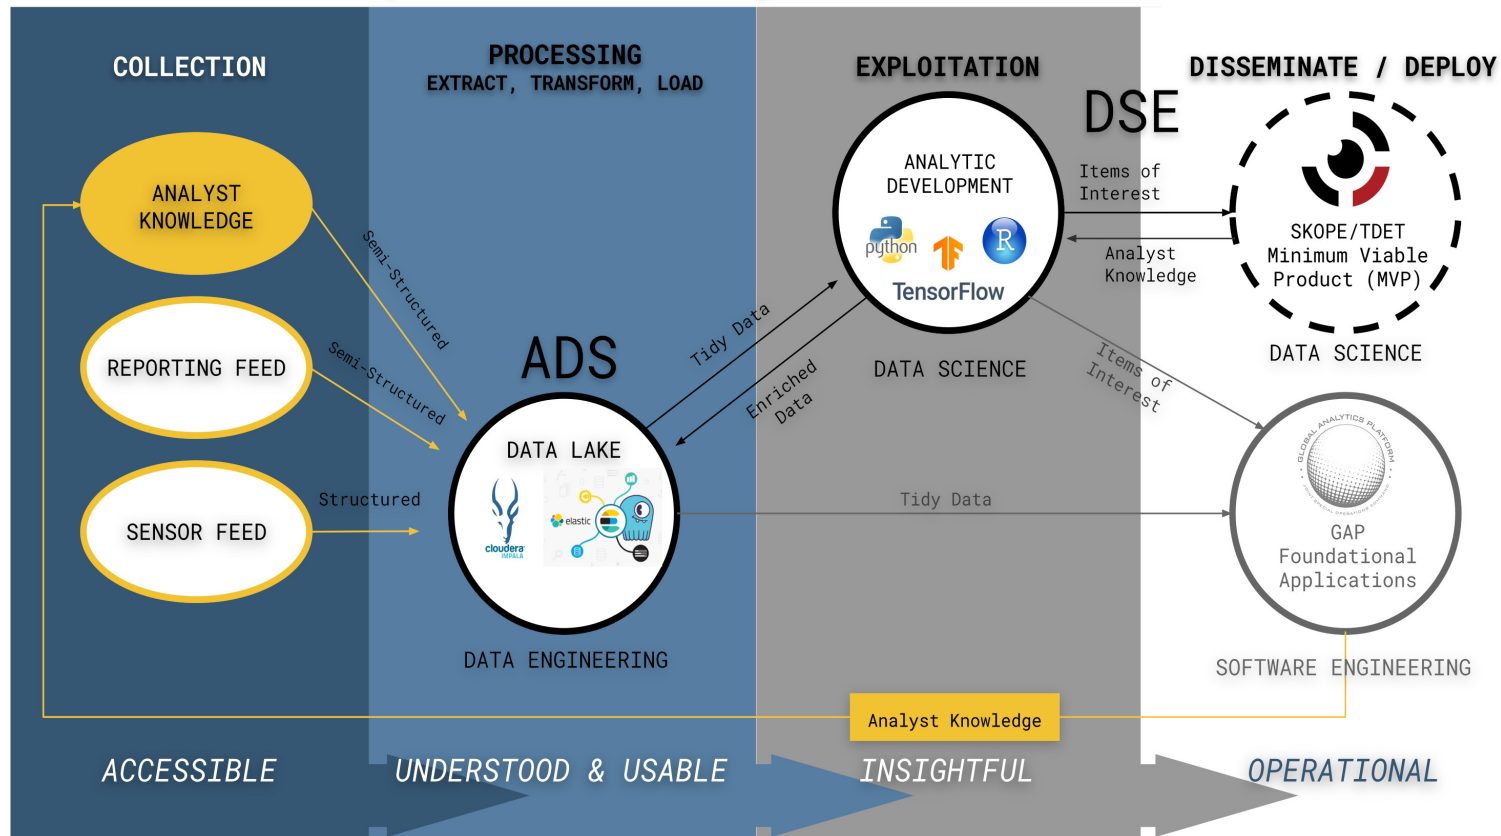 COLLECTION
PROCESSING
EXTRACT, TRANSFORM, LOAD
EXPLOITATION
DISSEMINATE / DEPLOY
DSE
ANALYST
KNOWLEDGE
Semi-Structured
REPORTING FEED
Semi-Structured
SENSOR FEED
Structured
ADS
DATA LAKE
cloudera
IMPALA
elastic
DATA ENGINEERING
Tidy Data
Enriched
Data
ANALYTIC
DEVELOPMENT
python
R
TensorFlow
DATA SCIENCE
Items of
Interest
Analyst
Knowledge
SKOPE/TDET
Minimum Viable
Product (MVP)
DATA SCIENCE
Items of
Interest
Tidy Data
GLOBAL ANALYTICS PLATFORM
GAP
Foundational
Applications
SOFTWARE ENGINEERING
Analyst Knowledge
ACCESSIBLE
UNDERSTOOD & USABLE
INSIGHTFUL
OPERATIONAL